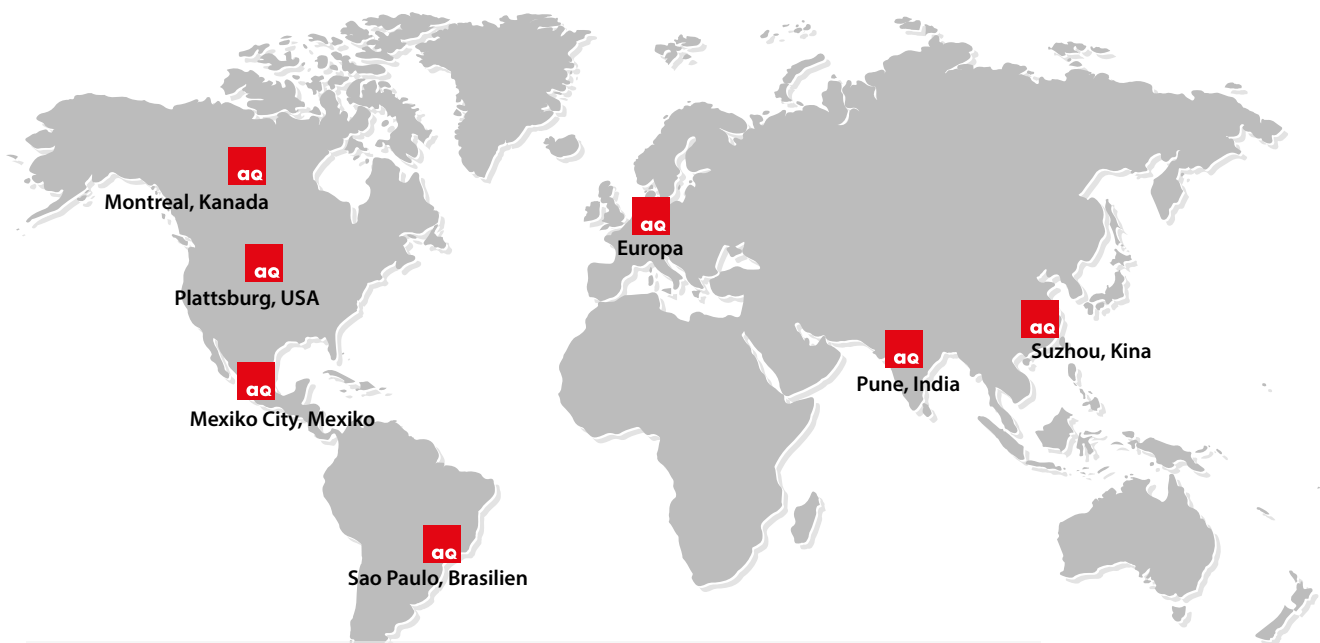 aQ
Montreal, Kanada
aQ
Europa
aQ
Plattsburg, USA
aQ
Suzhou, Kina
aQ
Pune, India
aQ
Mexiko City, Mexiko
aQ
Sao Paulo, Brasilien